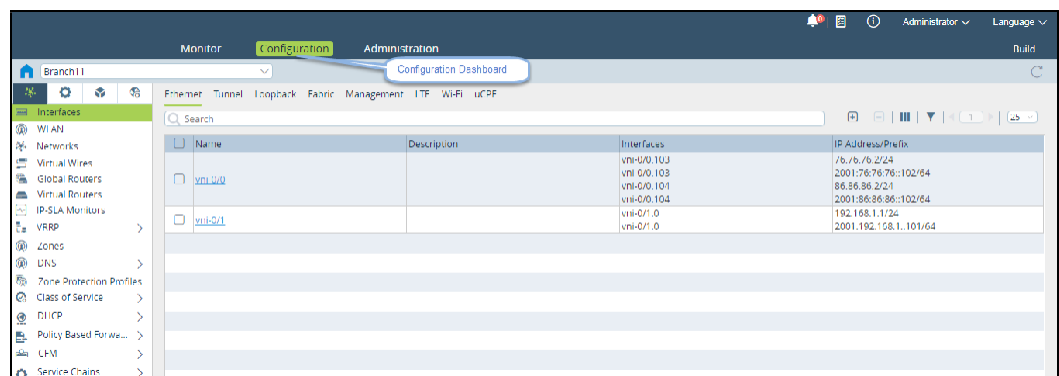 0
Administrator
Language
Monitor Configuration Administration
Build
Configuration Dashboard
Ethernet Tunnel Loopback Fabric Management LTE Wi-Fi uCPE
Interfaces
Search
1
25
WLAN
Networks
Virtual Wires
Global Routers
Virtual Routers
IP-SLA Monitors
VRRP
Zones
DNS
Zone Protection Profiles
Class of Service
DHCP
Policy Based Forwa...
CFM
Service Chains
Name Description Interfaces IP Address/Prefix
vni-0/0
vni-0/0.103 76.76.76.2/24
vni-0/0.103 2001:76:76:76::102/64
vni-0/0.104 86.86.86.2/24
vni-0/0.104 2001:86:86:86::102/64
vni-0/1
vni-0/1.0 192.168.1.1/24
vni-0/1.0 2001:192:168:1::101/64